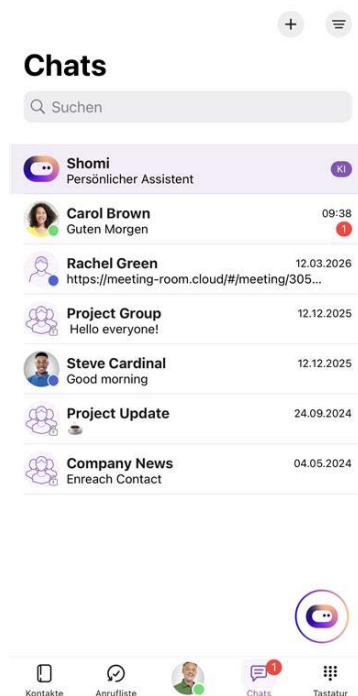 Chats
Suchen
Shomi
KI
Persönlicher Assistent
Carol Brown
09:38
Guten Morgen
1
Rachel Green
12.03.2026
https://meeting-room.cloud/#/meeting/305...
Project Group
12.12.2025
Hello everyone!
Steve Cardinal
12.12.2025
Good morning
Project Update
24.09.2024
Company News
04.05.2024
Enreach Contact
1
Kontakte
Anrufliste
Chats
Tastatur